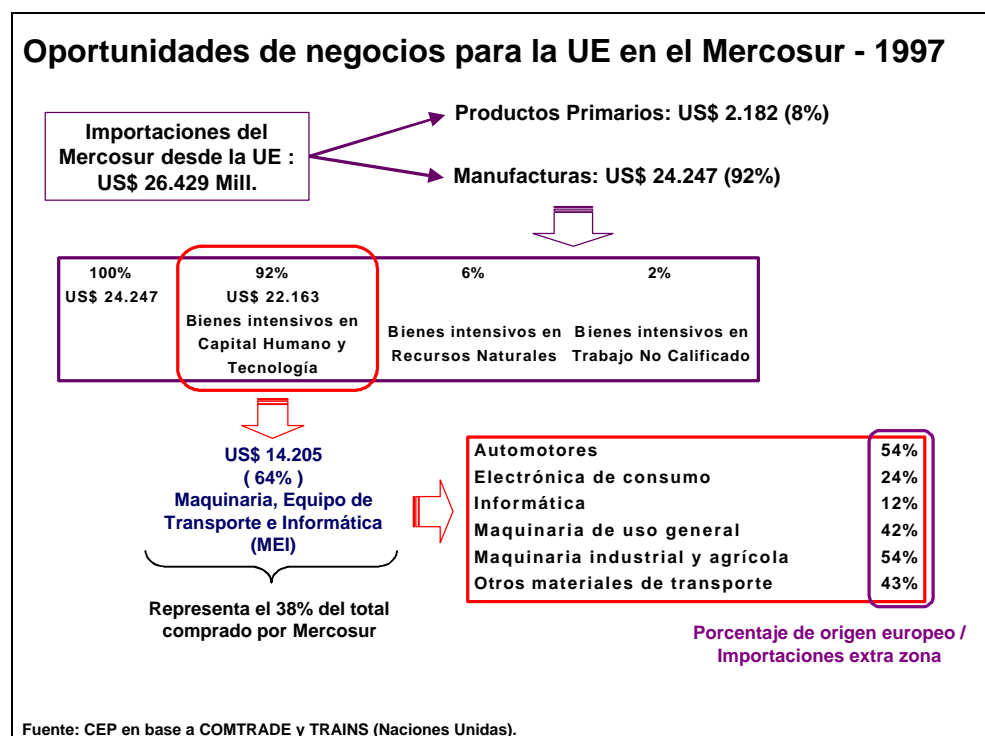 Oportunidades de negocios para la UE en el Mercosur - 1997
Importaciones del
Mercosur desde la UE :
US$ 26.429 Mill.
Productos Primarios: US$ 2.182 (8%)
Manufacturas: US$ 24.247 (92%)
100%
US$ 24.247
92%
US$ 22.163
Bienes intensivos en
Capital Humano y
Tecnología
6%
Bienes intensivos en
Recursos Naturales
2%
Bienes intensivos en
Trabajo No Calificado
US$ 14.205
( 64% )
Maquinaria, Equipo de
Transporte e Informática
(MEI)
Representa el 38% del total
comprado por Mercosur
Automotores 54%
Electrónica de consumo 24%
Informática 12%
Maquinaria de uso general 42%
Maquinaria industrial y agrícola 54%
Otros materiales de transporte 43%
Porcentaje de origen europeo /
Importaciones extra zona
Fuente: CEP en base a COMTRADE y TRAINS (Naciones Unidas).